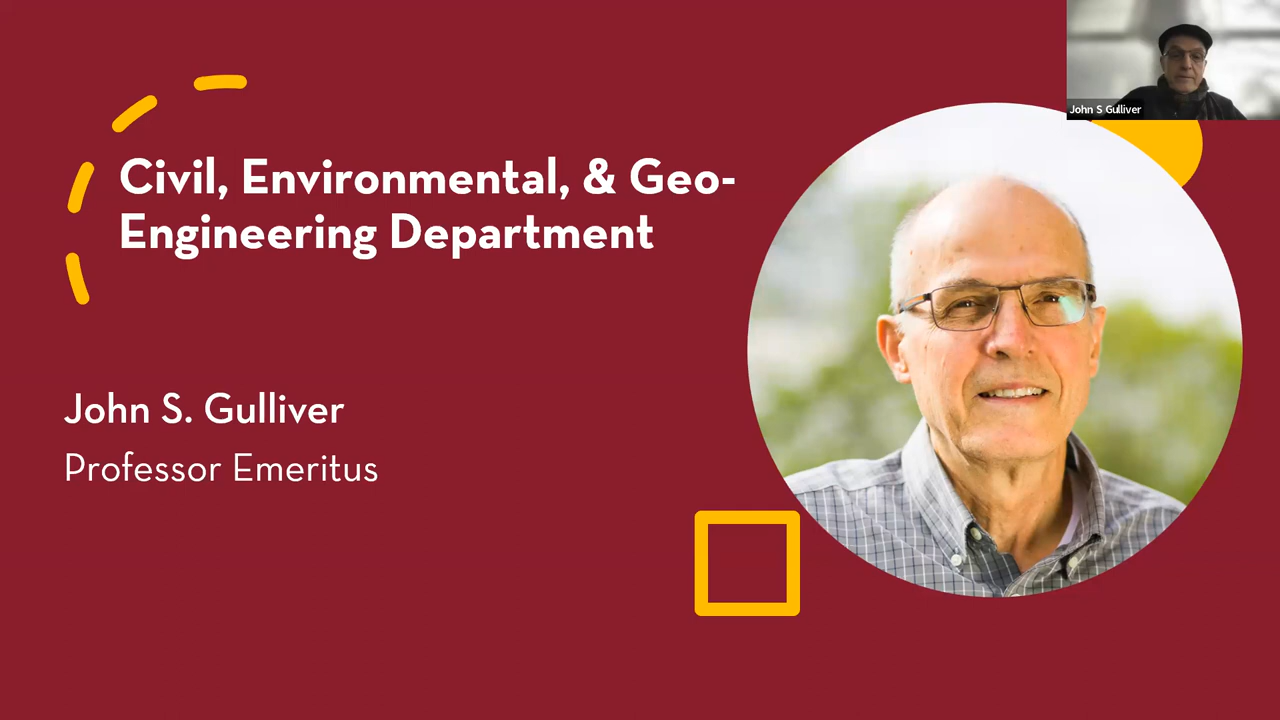 Civil, Environmental, & Geo-
Engineering Department
John S. Gulliver
Professor Emeritus
John S Gulliver